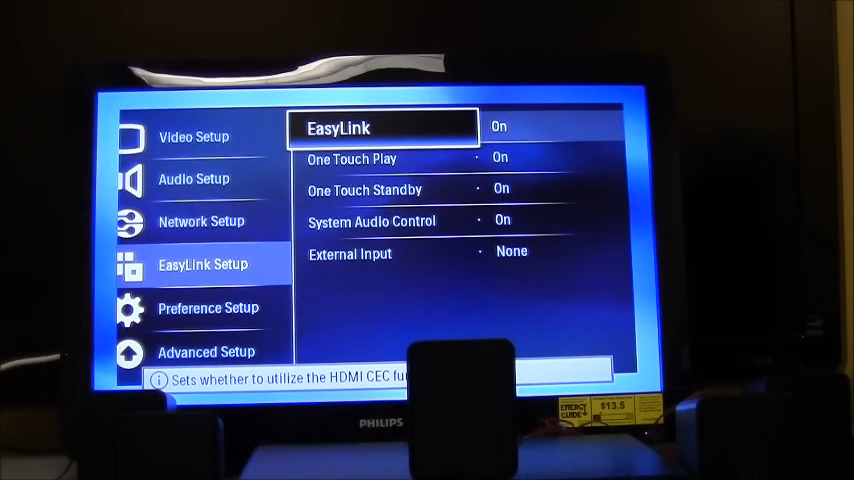 Video Setup
Audio Setup
Network Setup
EasyLink Setup
Preference Setup
Advanced Setup
EasyLink On
One Touch Play · On
One Touch Standby · On
System Audio Control · On
External Input · None
Sets whether to utilize the HDMI CEC fu
PHILIPS
ENERGY
GUIDE
$13.5